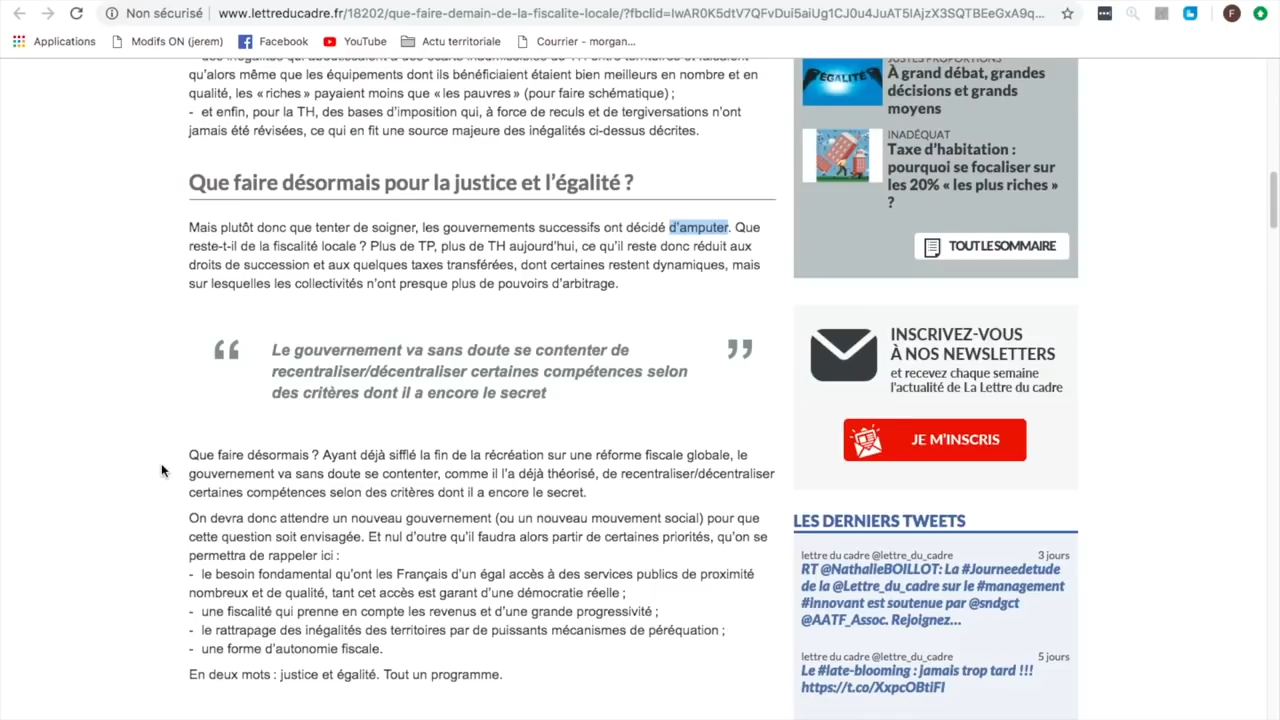 Non sécurisé
www.lettreducadre.fr/18202/que-faire-demain-de-la-fiscalite-locale/?fbclid=IwAR0K5dtV7QFvDui5aiUg1CJ0u4JuAT5IAjzX3SQTBEeGxA9q...
F
Applications
Modifs ON (jerem)
Facebook
YouTube
Actu territoriale
Courrier - morgan...
qu'alors même que les équipements dont ils bénéficiaient étaient bien meilleurs en nombre et en
qualité, les « riches » payaient moins que « les pauvres » (pour faire schématique) ;
- et enfin, pour la TH, des bases d'imposition qui, à force de reculs et de tergiversations n'ont
jamais été révisées, ce qui en fit une source majeure des inégalités ci-dessus décrites.
Que faire désormais pour la justice et l'égalité ?
Mais plutôt donc que tenter de soigner, les gouvernements successifs ont décidé d'amputer. Que
reste-t-il de la fiscalité locale ? Plus de TP, plus de TH aujourd'hui, ce qu'il reste donc réduit aux
droits de succession et aux quelques taxes transférées, dont certaines restent dynamiques, mais
sur lesquelles les collectivités n'ont presque plus de pouvoirs d'arbitrage.
“ Le gouvernement va sans doute se contenter de ”
recentraliser/décentraliser certaines compétences selon
des critères dont il a encore le secret
Que faire désormais ? Ayant déjà sifflé la fin de la récréation sur une réforme fiscale globale, le
gouvernement va sans doute se contenter, comme il l'a déjà théorisé, de recentraliser/décentraliser
certaines compétences selon des critères dont il a encore le secret.
On devra donc attendre un nouveau gouvernement (ou un nouveau mouvement social) pour que
cette question soit envisagée. Et nul d'outre qu'il faudra alors partir de certaines priorités, qu'on se
permettra de rappeler ici :
- le besoin fondamental qu'ont les Français d'un égal accès à des services publics de proximité
nombreux et de qualité, tant cet accès est garant d'une démocratie réelle ;
- une fiscalité qui prenne en compte les revenus et d'une grande progressivité ;
- le rattrapage des inégalités des territoires par de puissants mécanismes de péréquation ;
- une forme d'autonomie fiscale.
En deux mots : justice et égalité. Tout un programme.
ÉGALITÉ
JUSTES PROPORTIONS
À grand débat, grandes
décisions et grands
moyens
INADÉQUAT
Taxe d'habitation :
pourquoi se focaliser sur
les 20% « les plus riches »
?
TOUT LE SOMMAIRE
INSCRIVEZ-VOUS
À NOS NEWSLETTERS
et recevez chaque semaine
l'actualité de La Lettre du cadre
JE M'INSCRIS
LES DERNIERS TWEETS
lettre du cadre @lettre_du_cadre 3 jours
RT @NathalieBOILLOT: La #Journeedetude
de la @Lettre_du_cadre sur le #management
#innovant est soutenue par @sndgct
@AATF_Assoc. Rejoignez...
lettre du cadre @lettre_du_cadre 5 jours
Le #late-blooming : jamais trop tard !!!
https://t.co/XxpcOBtiFI